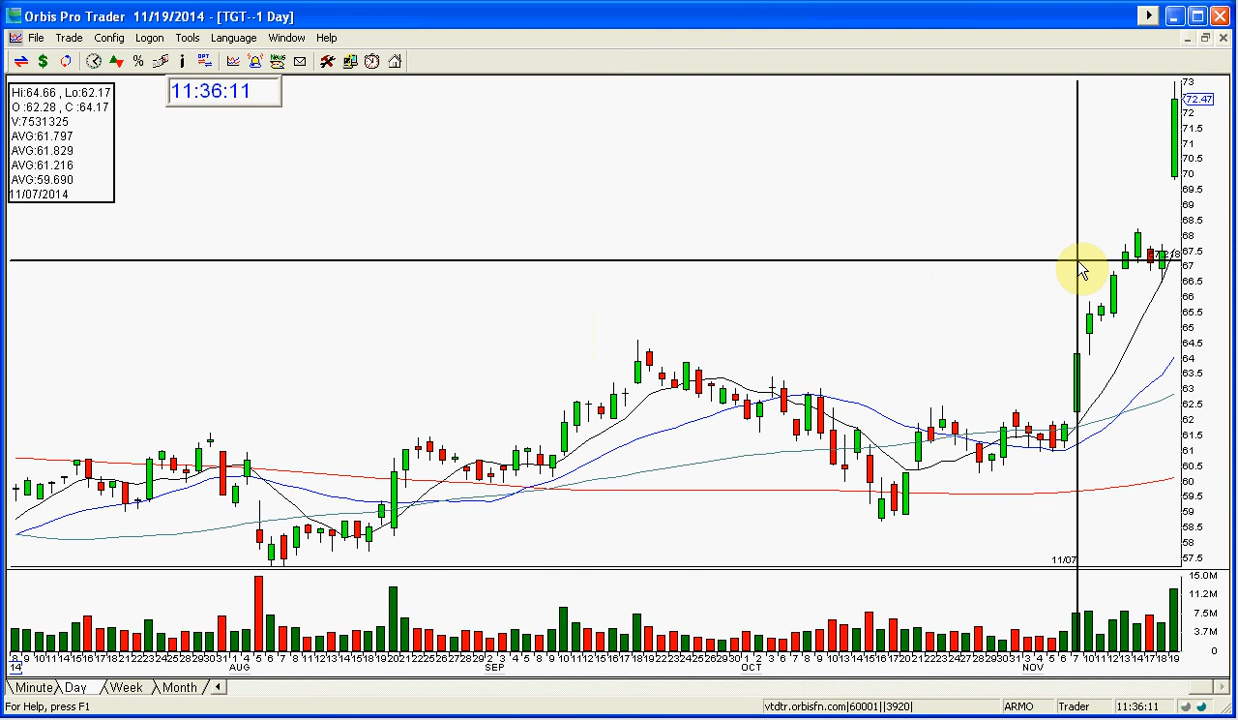 Orbis Pro Trader 11/19/2014 - [TGT--1 Day]
File Trade Config Logon Tools Language Window Help
Hi:64.66 , Lo:62.17
O :62.28 , C :64.17
V:7531325
AVG:61.797
AVG:61.829
AVG:61.216
AVG:59.690
11/07/2014
11:36:11
73
72.47
72
71.5
71
70.5
70
69.5
69
68.5
68
67.5
67
66.5
66
65.5
65
64.5
64
63.5
63
62.5
62
61.5
61
60.5
60
59.5
59
58.5
58
57.5
11/07
15.0M
11.2M
7.5M
3.7M
0
14 AUG SEP OCT NOV
Minute Day Week Month
For Help, press F1 vtdtr.orbisfn.com|60001||3920| ARMO Trader 11:36:11